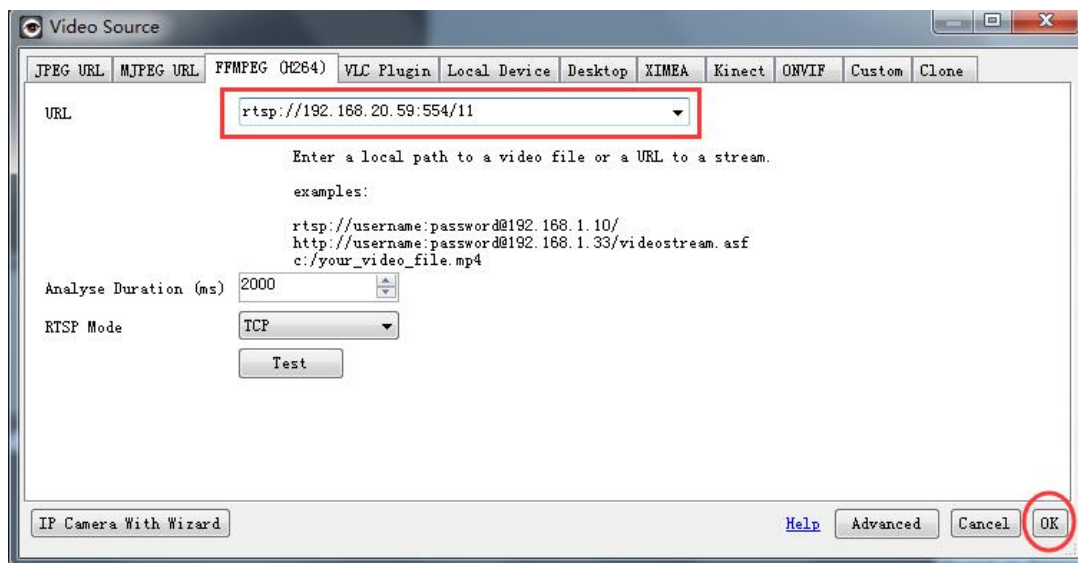 Video Source
JPEG URL MJPEG URL FFMPEG (H264) VLC Plugin Local Device Desktop XIMEA Kinect ONVIF Custom Clone
URL rtsp://192.168.20.59:554/11
Enter a local path to a video file or a URL to a stream.
examples:
rtsp://username:password@192.168.1.10/
http://username:password@192.168.1.33/videostream.asf
c:/your_video_file.mp4
Analyse Duration (ms) 2000
RTSP Mode TCP
Test
IP Camera With Wizard Help Advanced Cancel OK